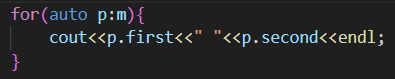 for(auto p:m){
    cout<<p.first<<" "<<p.second<<endl;
}